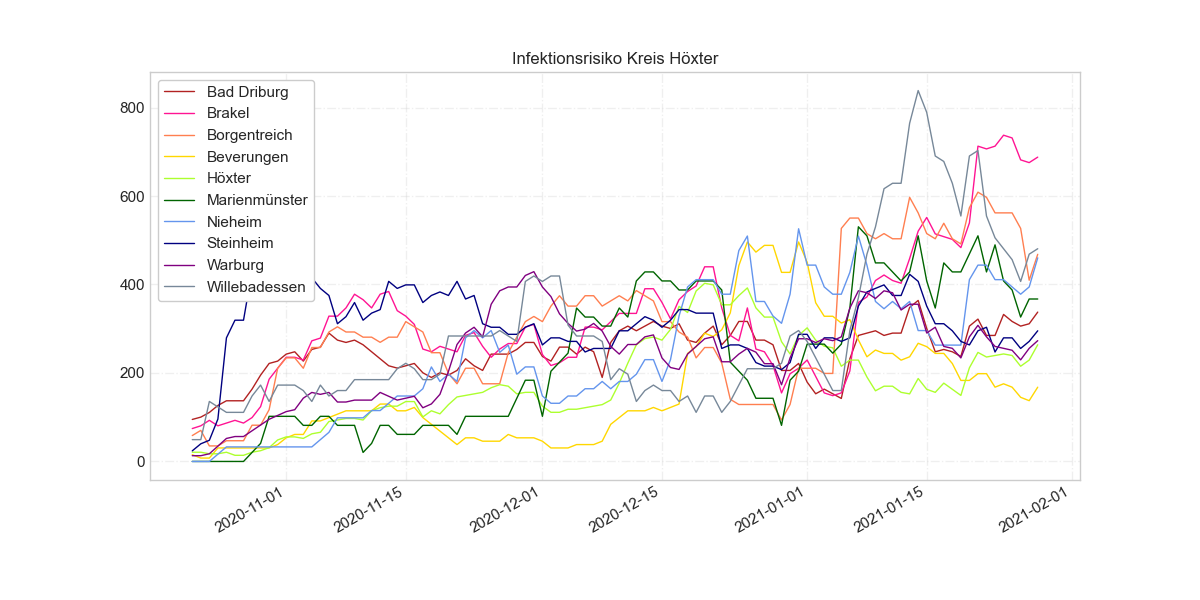 Infektionsrisiko Kreis Höxter
Bad Driburg
Brakel
Borgentreich
Beverungen
Höxter
Marienmünster
Nieheim
Steinheim
Warburg
Willebadessen
800
600
400
200
0
2020-11-01
2020-11-15
2020-12-01
2020-12-15
2021-01-01
2021-01-15
2021-02-01